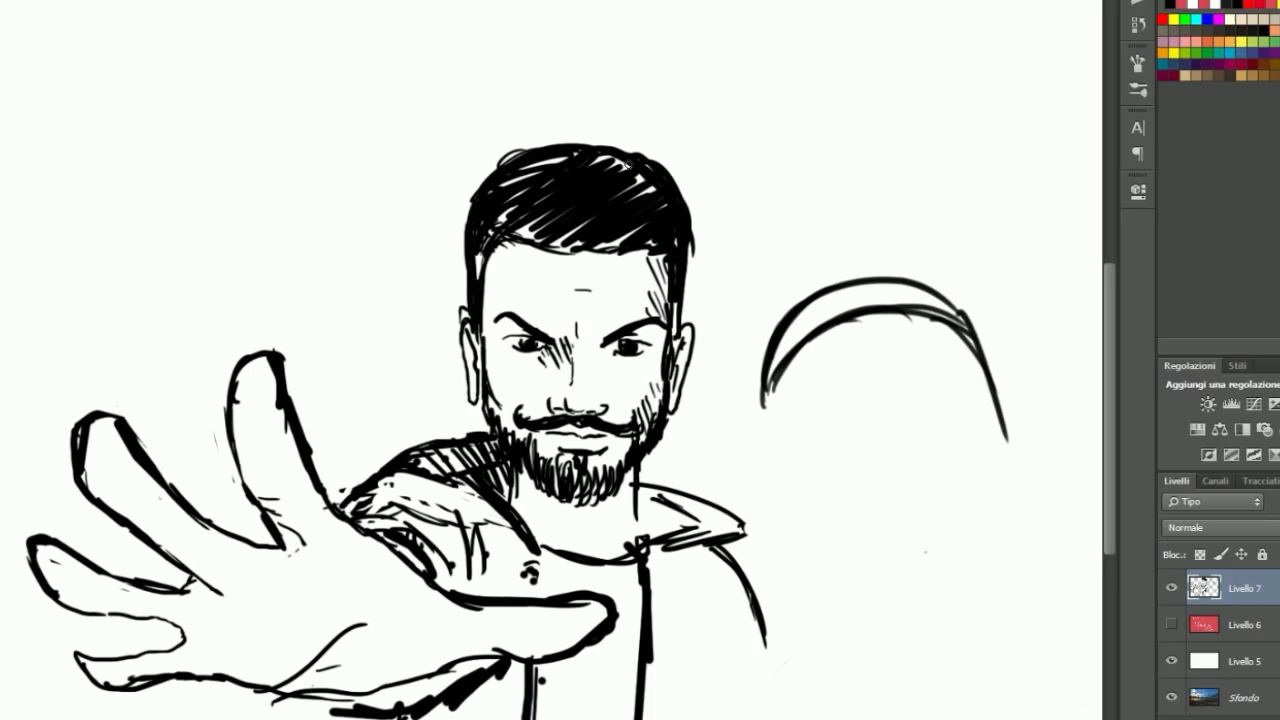 A|
Regolazioni Stili
Aggiungi una regolazione
Livelli Canali Tracciati
Tipo
Normale
Bloc.:
Livello 7
Livello 6
Livello 5
Sfondo